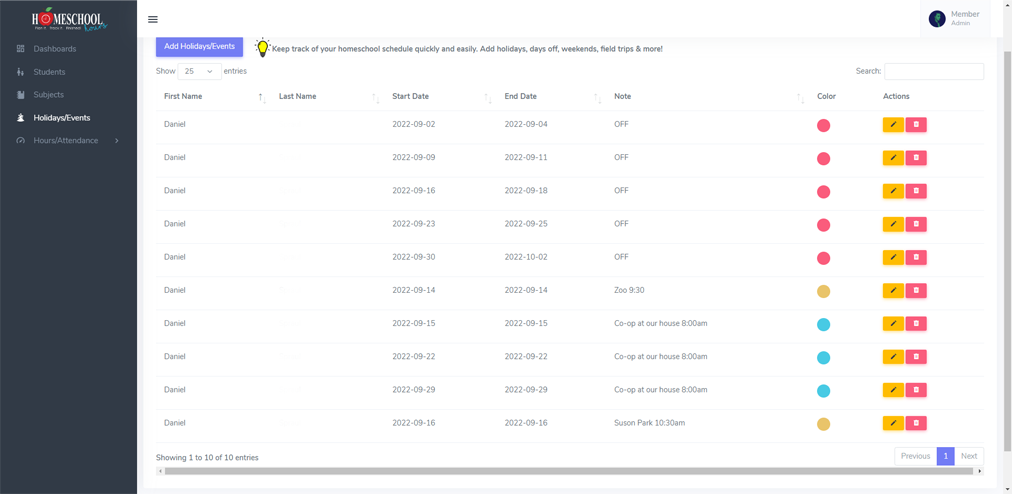 HOMESCHOOL
hours
Member
Admin
Dashboards
Students
Subjects
Holidays/Events
Hours/Attendance
Add Holidays/Events
Keep track of your homeschool schedule quickly and easily. Add holidays, days off, weekends, field trips & more!
Show 25 entries
Search:
First Name Last Name Start Date End Date Note Color Actions
Daniel 2022-09-02 2022-09-04 OFF
Daniel 2022-09-09 2022-09-11 OFF
Daniel 2022-09-16 2022-09-18 OFF
Daniel 2022-09-23 2022-09-25 OFF
Daniel 2022-09-30 2022-10-02 OFF
Daniel 2022-09-14 2022-09-14 Zoo 9:30
Daniel 2022-09-15 2022-09-15 Co-op at our house 8:00am
Daniel 2022-09-22 2022-09-22 Co-op at our house 8:00am
Daniel 2022-09-29 2022-09-29 Co-op at our house 8:00am
Daniel 2022-09-16 2022-09-16 Suson Park 10:30am
Showing 1 to 10 of 10 entries
Previous 1 Next